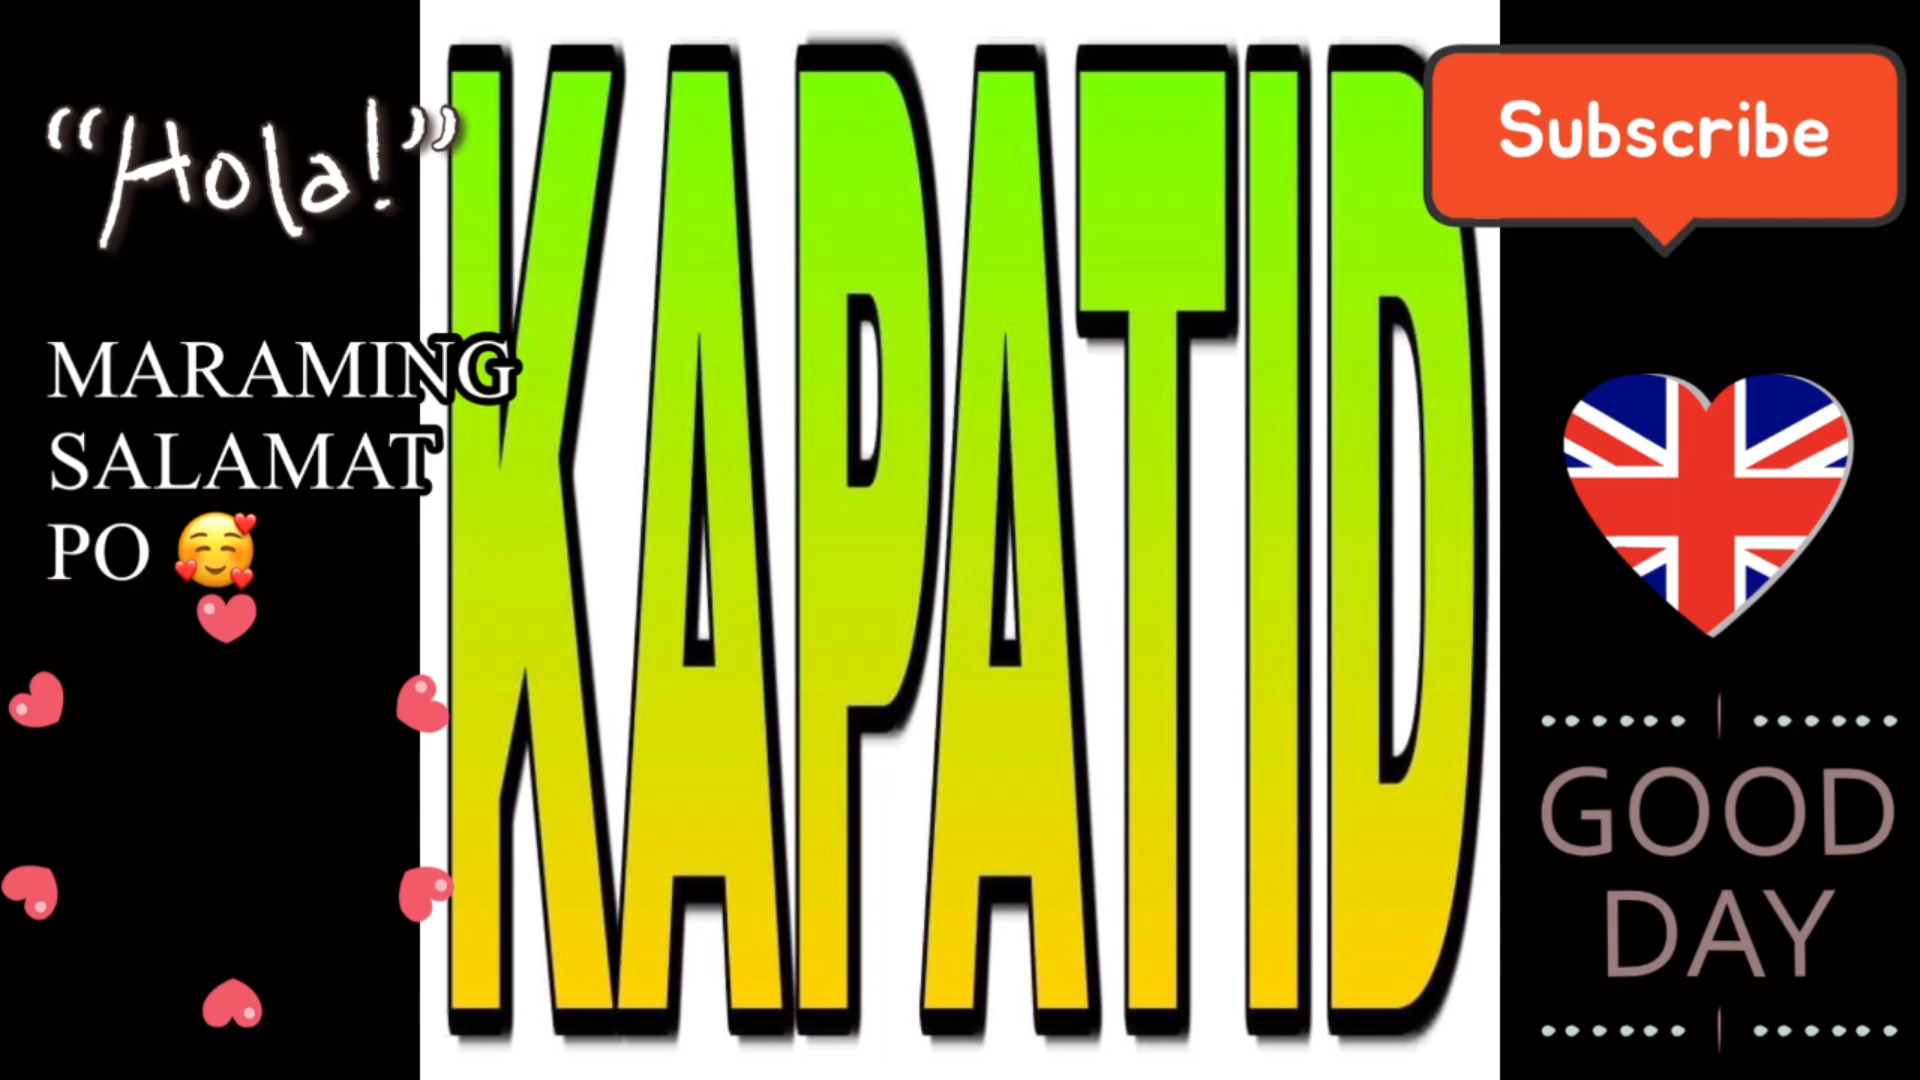 “Hola!”
MARAMING
SALAMAT
PO
KAPATID
Subscribe
GOOD
DAY